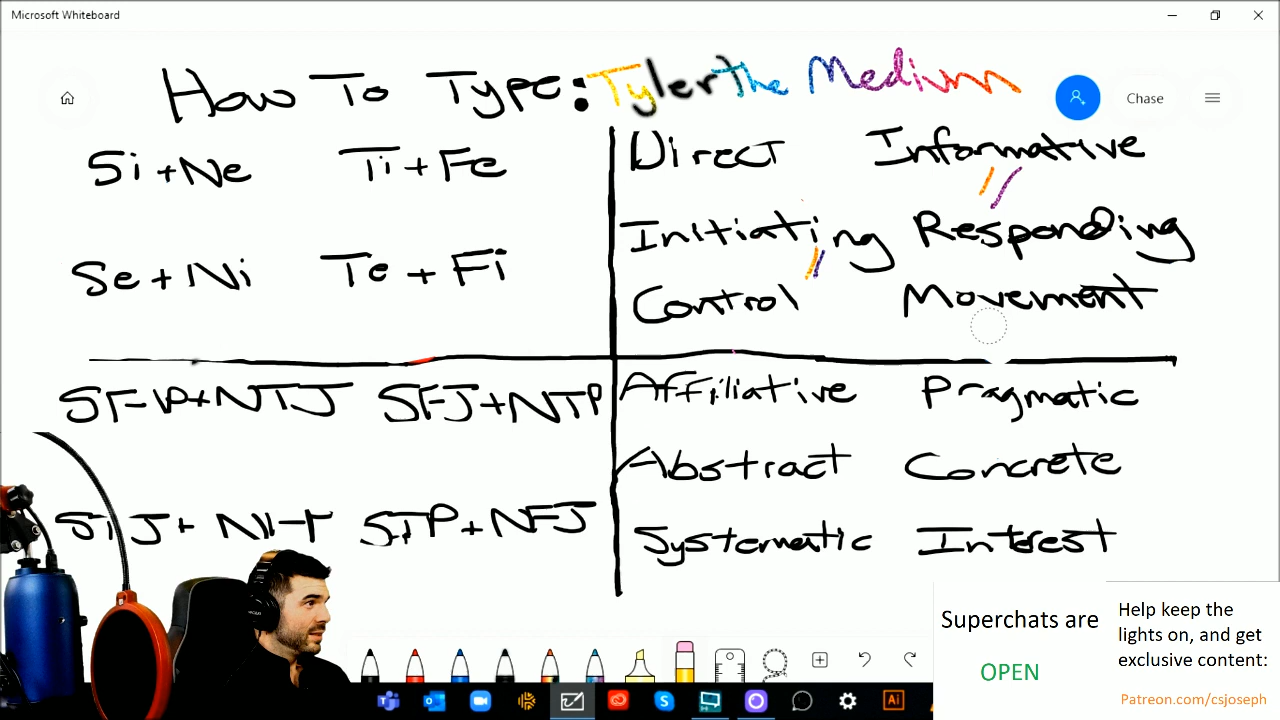 Microsoft Whiteboard
How To Type: Tyler The Medium
Chase
Si + Ne Ti + Fe
Se + Ni Te + Fi
Direct Informative
Initiating Responding
Control Movement
SFP + NTJ SFJ + NTP
STJ + NFP STP + NFJ
Affiliative Pragmatic
Abstract Concrete
Systematic Interest
Superchats are
OPEN
Help keep the
lights on, and get
exclusive content:
Patreon.com/csjoseph
Ai